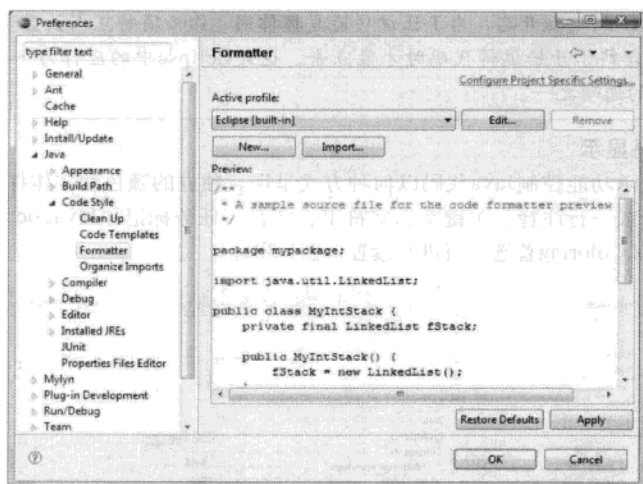 Preferences
type filter text
General
Ant
Cache
Help
Install/Update
Java
Appearance
Build Path
Code Style
Clean Up
Code Templates
Formatter
Organize Imports
Compiler
Debug
Editor
Installed JREs
JUnit
Properties Files Editor
Mylyn
Plug-in Development
Run/Debug
Team
Formatter
Configure Project Specific Settings...
Active profile:
Eclipse [built-in]
Edit...
Remove
New...
Import...
Preview:
/**
* A sample source file for the code formatter preview
*/
package mypackage;
import java.util.LinkedList;
public class MyIntStack {
private final LinkedList fStack;
public MyIntStack() {
fStack = new LinkedList();
Restore Defaults
Apply
OK
Cancel